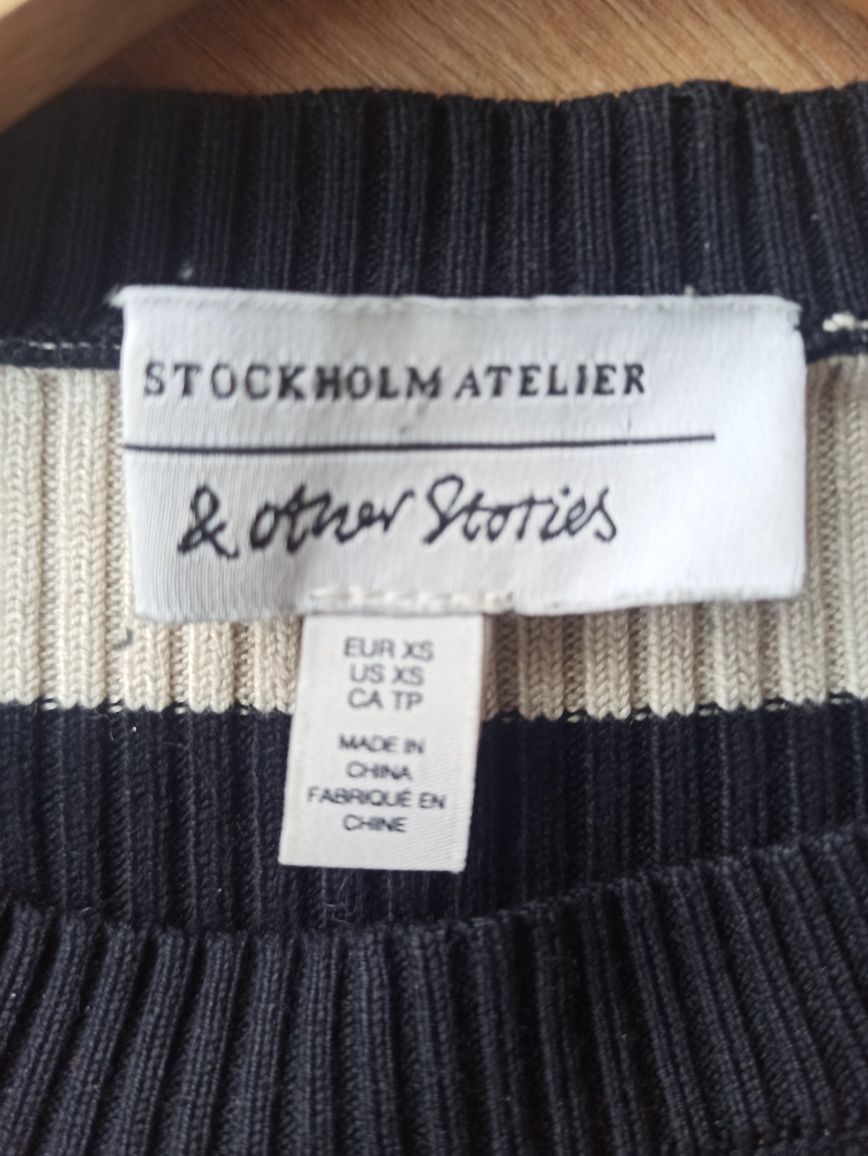 STOCKHOLM ATELIER
& other Stories
EUR XS
US XS
CA TP
MADE IN
CHINA
FABRIQUÉ EN
CHINE